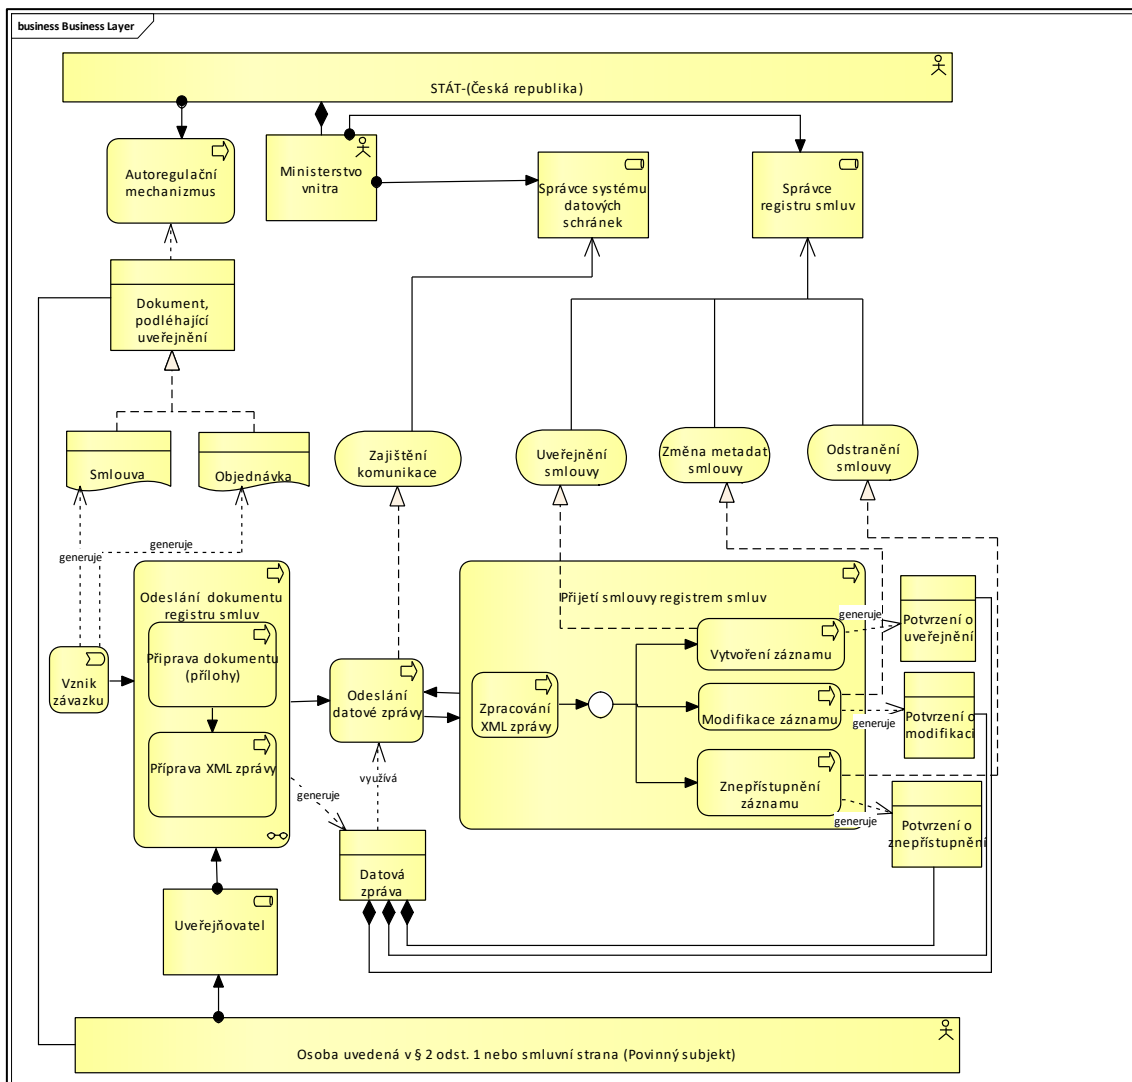 business Business Layer
STÁT-(Česká republika)
Autoregulační
mechanizmus
Ministerstvo
vnitra
Správce systému
datových
schránek
Správce
registru smluv
Dokument,
podléhající
uveřejnění
Smlouva
Objednávka
Zajištění
komunikace
Uveřejnění
smlouvy
Změna metadat
smlouvy
Odstranění
smlouvy
generuje
generuje
Odeslání dokumentu
registru smluv
Přijetí smlouvy registrem smluv
generuje
Potvrzení o
uveřejnění
Připrava dokumentu
(přílohy)
Vytvoření záznamu
Vznik
závazku
Odeslání
datové zprávy
Zpracování
XML zprávy
Modifikace záznamu
generuje
Potvrzení o
modifikaci
Příprava XML zprávy
využívá
generuje
Znepřístupnění
záznamu
generuje
Potvrzení o
znepřístupnění
Datová
zpráva
Uveřejňovatel
Osoba uvedená v § 2 odst. 1 nebo smluvní strana (Povinný subjekt)